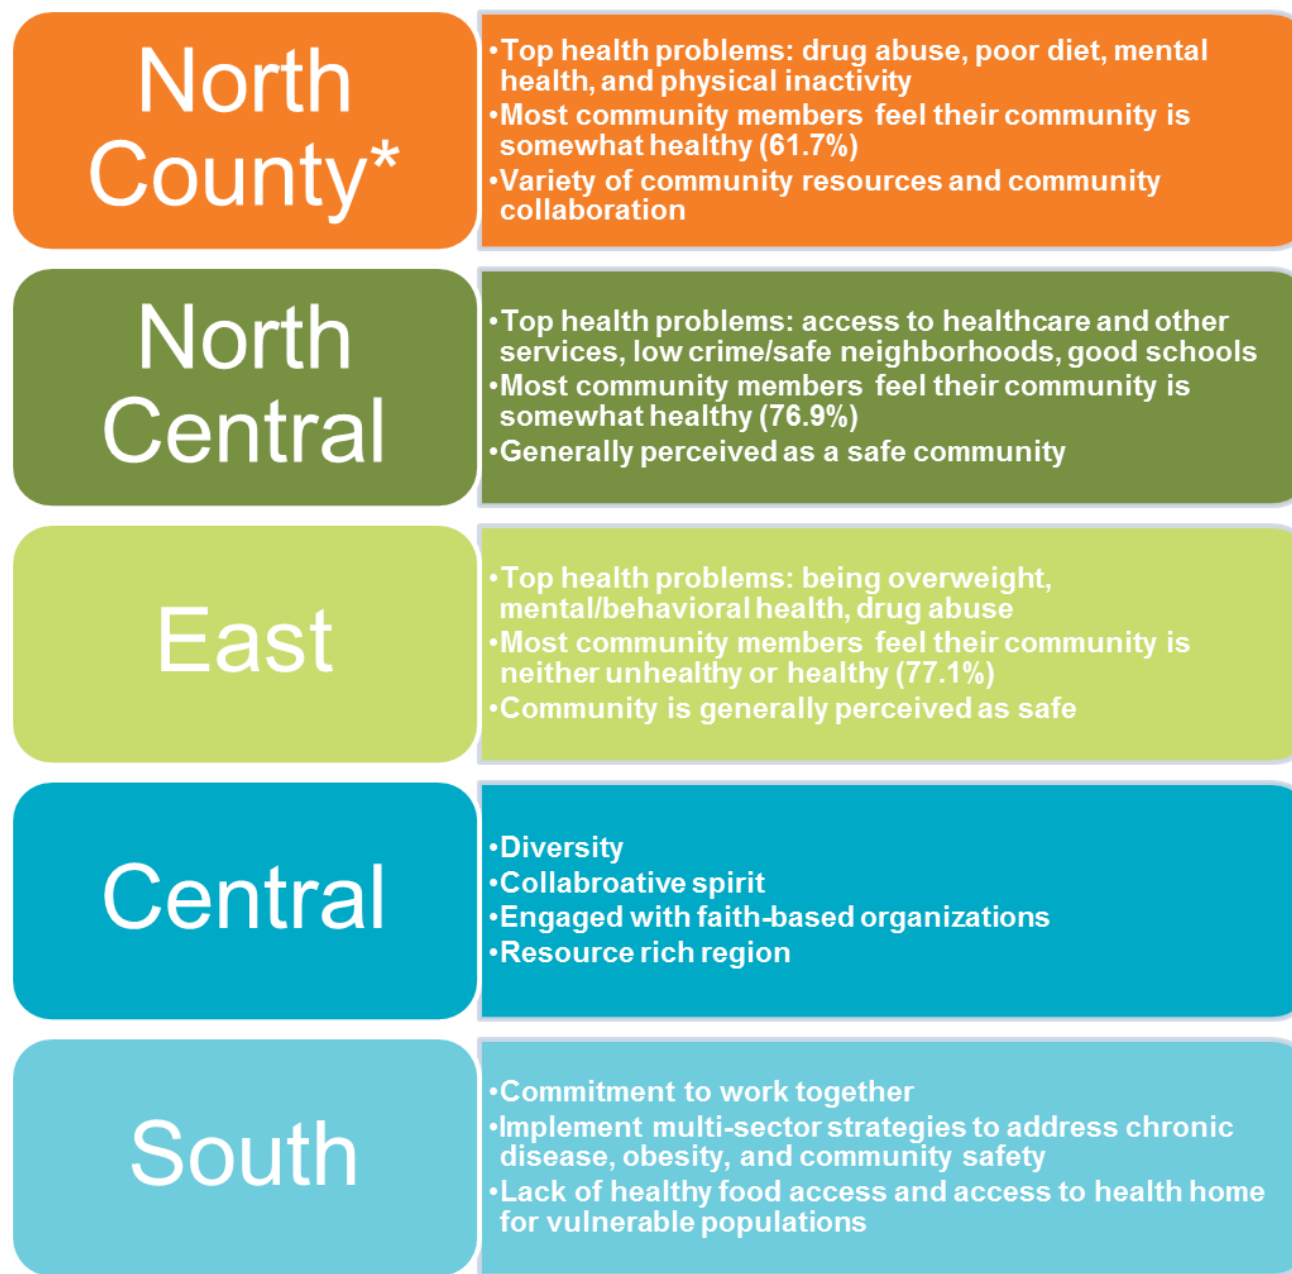 North
County*
•Top health problems: drug abuse, poor diet, mental
health, and physical inactivity
•Most community members feel their community is
somewhat healthy (61.7%)
•Variety of community resources and community
collaboration
North
Central
•Top health problems: access to healthcare and other
services, low crime/safe neighborhoods, good schools
•Most community members feel their community is
somewhat healthy (76.9%)
•Generally perceived as a safe community
East
•Top health problems: being overweight,
mental/behavioral health, drug abuse
•Most community members feel their community is
neither unhealthy or healthy (77.1%)
•Community is generally perceived as safe
Central
•Diversity
•Collabroative spirit
•Engaged with faith-based organizations
•Resource rich region
South
•Commitment to work together
•Implement multi-sector strategies to address chronic
disease, obesity, and community safety
•Lack of healthy food access and access to health home
for vulnerable populations